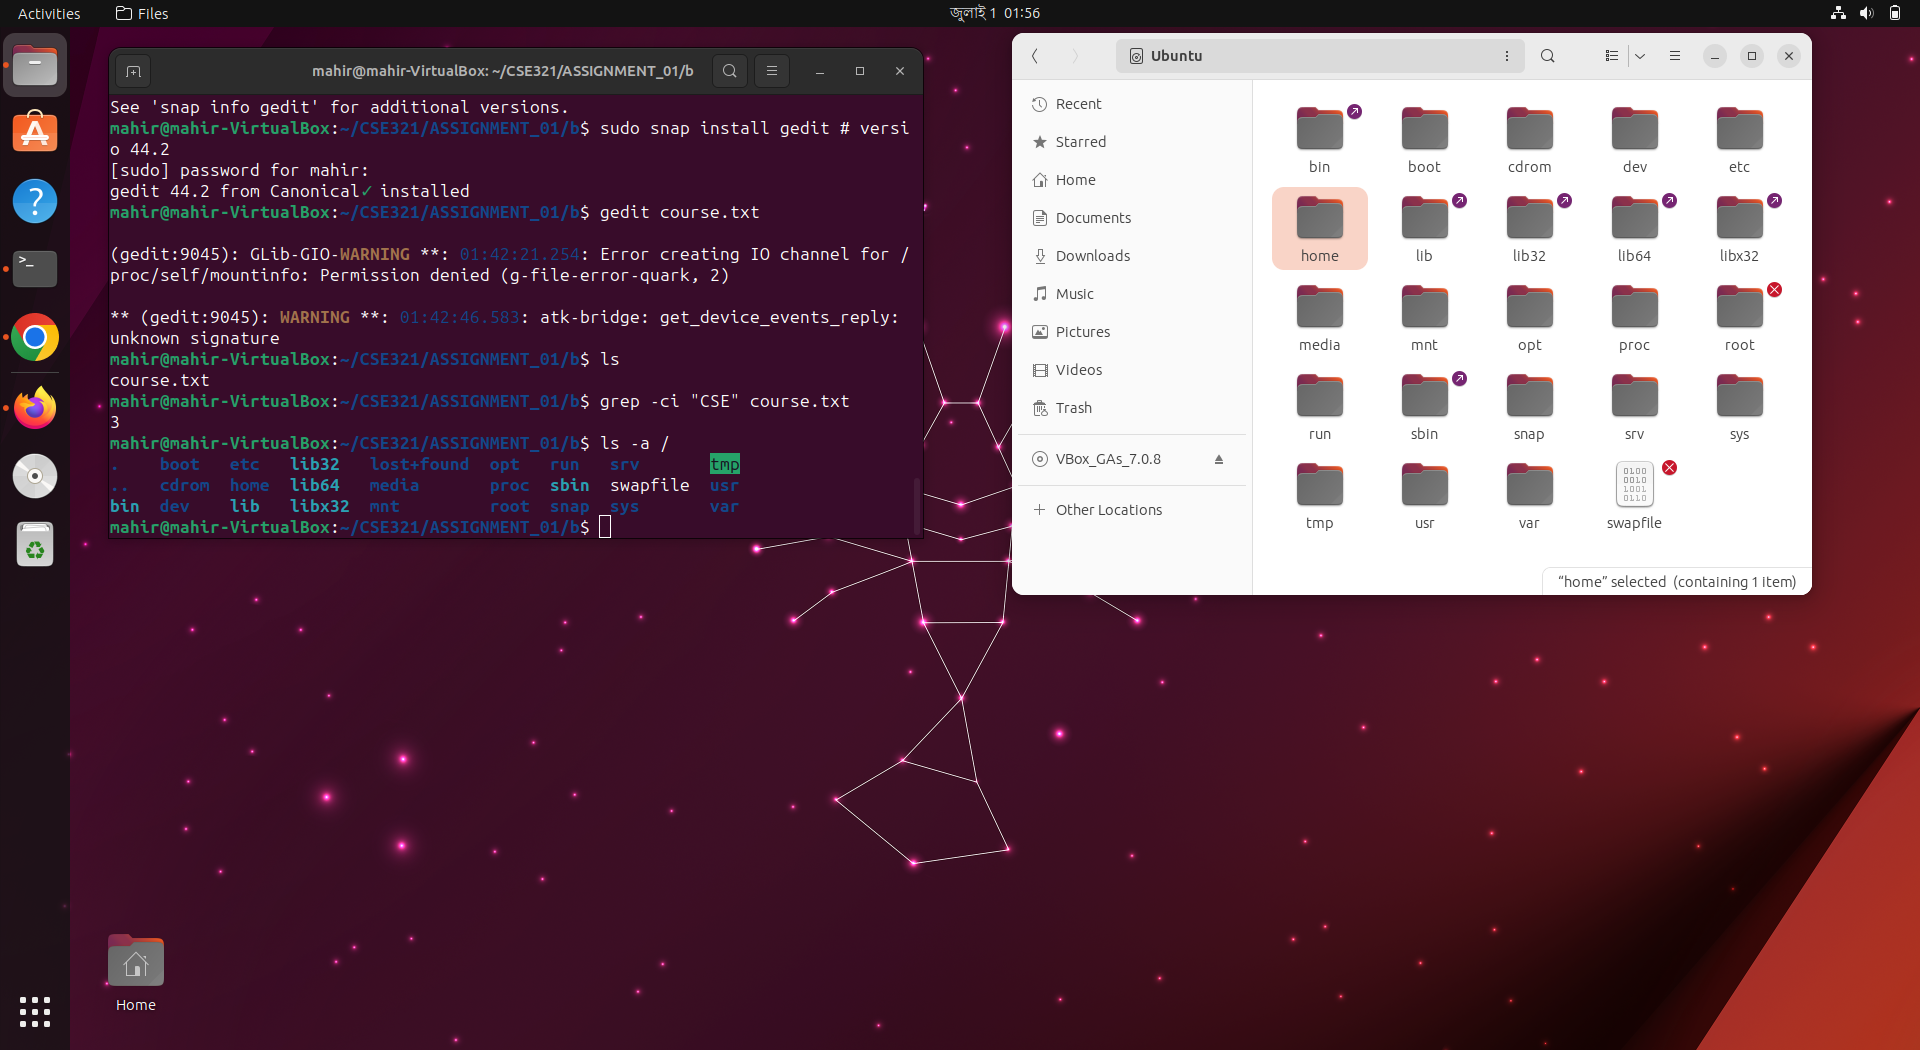 Activities
Files
জুলাই 1 01:56
mahir@mahir-VirtualBox: ~/CSE321/ASSIGNMENT_01/b
See 'snap info gedit' for additional versions.
mahir@mahir-VirtualBox:~/CSE321/ASSIGNMENT_01/b$ sudo snap install gedit # versi
o 44.2
[sudo] password for mahir:
gedit 44.2 from Canonical✓ installed
mahir@mahir-VirtualBox:~/CSE321/ASSIGNMENT_01/b$ gedit course.txt
(gedit:9045): GLib-GIO-WARNING **: 01:42:21.254: Error creating IO channel for /
proc/self/mountinfo: Permission denied (g-file-error-quark, 2)
** (gedit:9045): WARNING **: 01:42:46.583: atk-bridge: get_device_events_reply:
unknown signature
mahir@mahir-VirtualBox:~/CSE321/ASSIGNMENT_01/b$ ls
course.txt
mahir@mahir-VirtualBox:~/CSE321/ASSIGNMENT_01/b$ grep -ci "CSE" course.txt
3
mahir@mahir-VirtualBox:~/CSE321/ASSIGNMENT_01/b$ ls -a /
. boot etc lib32 lost+found opt run srv tmp
.. cdrom home lib64 media proc sbin swapfile usr
bin dev lib libx32 mnt root snap sys var
mahir@mahir-VirtualBox:~/CSE321/ASSIGNMENT_01/b$
Ubuntu
Recent
Starred
Home
Documents
Downloads
Music
Pictures
Videos
Trash
VBox_GAs_7.0.8
Other Locations
bin boot cdrom dev etc
home lib lib32 lib64 libx32
media mnt opt proc root
run sbin snap srv sys
tmp usr var swapfile
“home” selected (containing 1 item)
Home